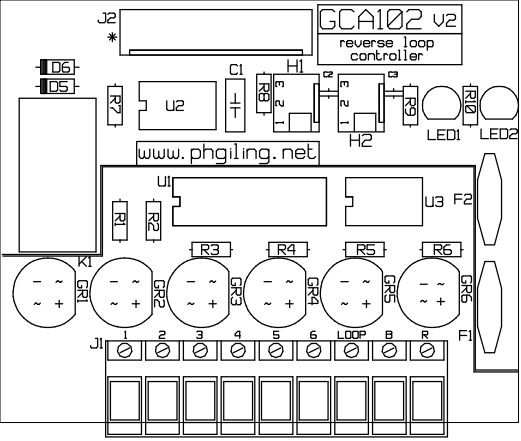 J2
GCA102 V2
reverse loop
controller
*
D6
D5
R7
U2
C1
R8
H1
3
2
1
C2
3
2
1
C3
H2
R9
LED1
R10
LED2
www.phgiling.net
U1
U3
F2
R1
R2
K1
R3
R4
R5
R6
- ~
~ +
GR1
- ~
~ +
GR2
- ~
~ +
GR3
- ~
~ +
GR4
- ~
~ +
GR5
- ~
~ +
GR6
F1
J1
1 2 3 4 5 6 LOOP B R